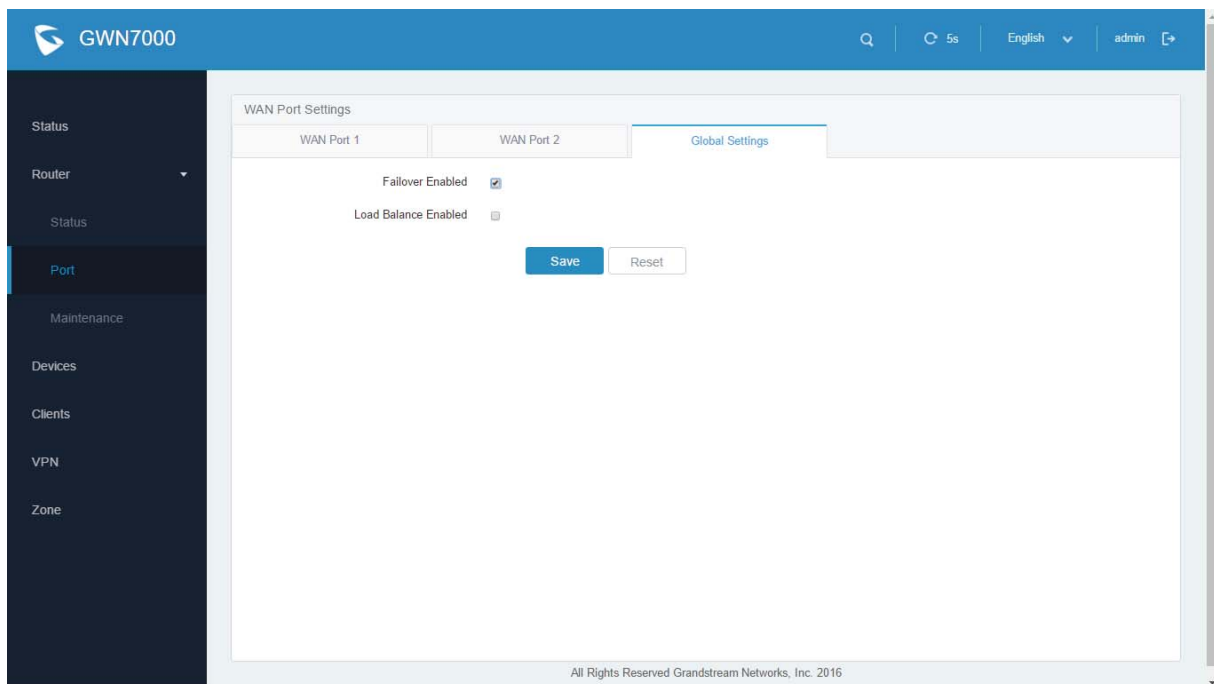 GWN7000
5s
English
admin
Status
Router
Status
Port
Maintenance
Devices
Clients
VPN
Zone
WAN Port Settings
WAN Port 1
WAN Port 2
Global Settings
Failover Enabled
Load Balance Enabled
Save
Reset
All Rights Reserved Grandstream Networks, Inc. 2016